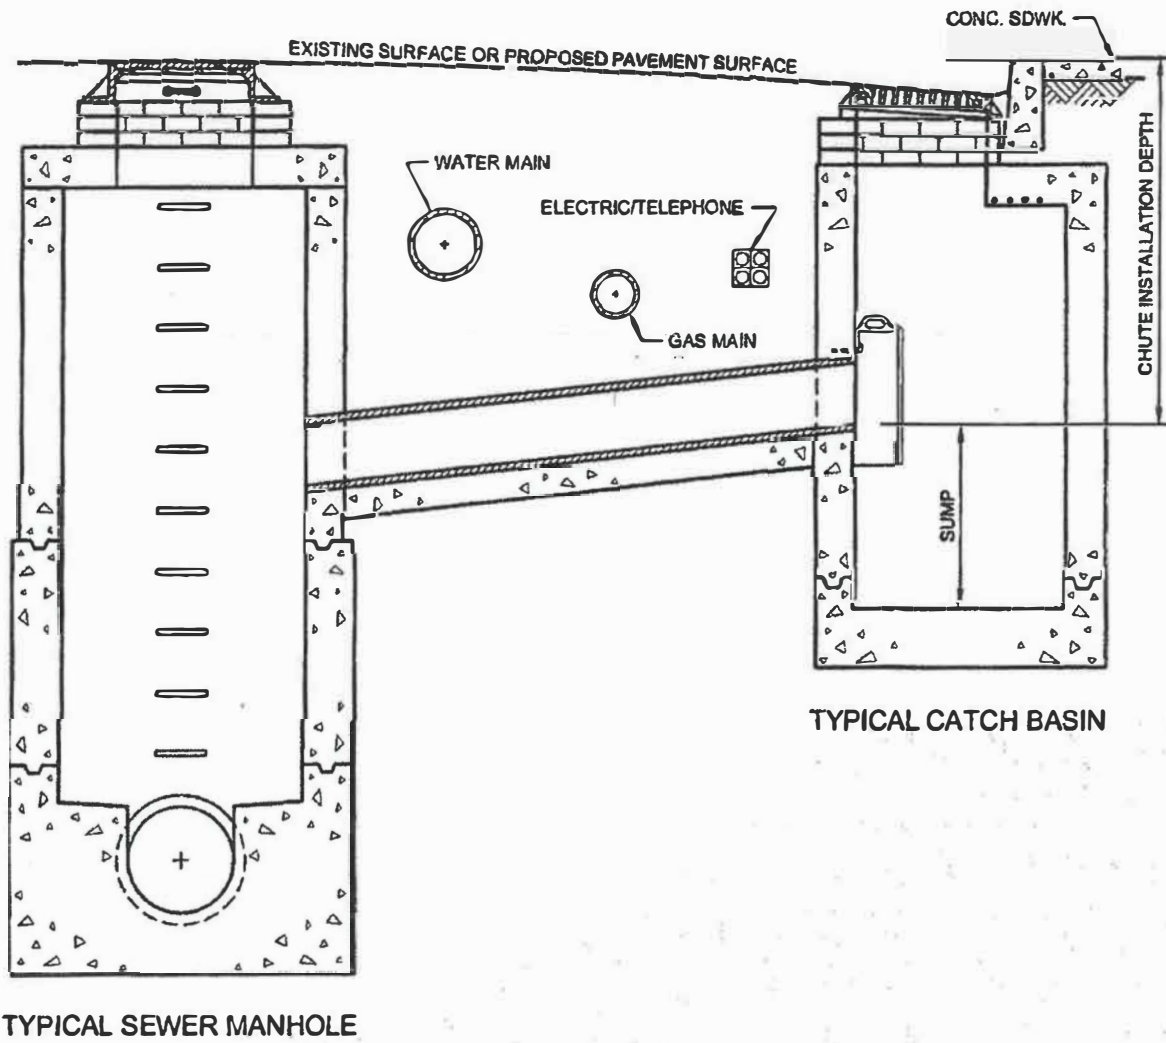 CONC. SDWK.
EXISTING SURFACE OR PROPOSED PAVEMENT SURFACE
WATER MAIN
ELECTRIC/TELEPHONE
GAS MAIN
CHUTE INSTALLATION DEPTH
SUMP
TYPICAL CATCH BASIN
TYPICAL SEWER MANHOLE